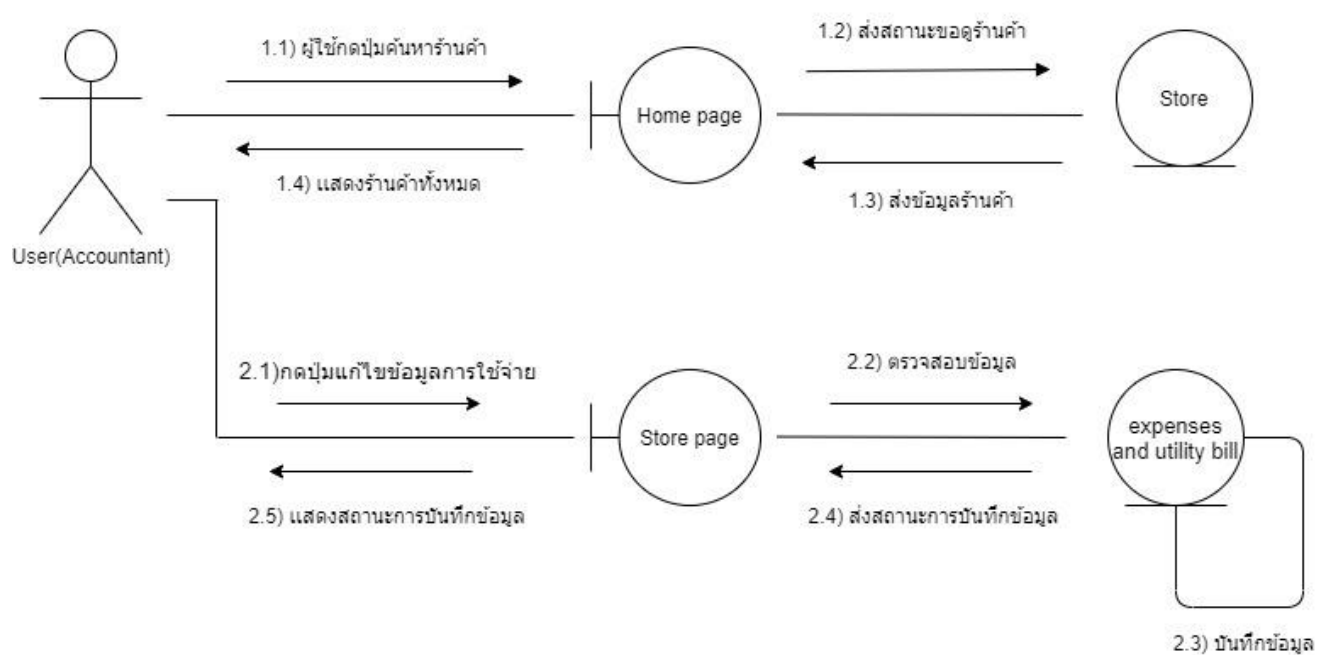 1.1) ผู้ใช้กดปุ่มค้นหาร้านค้า
1.2) ส่งสถานะขอดูร้านค้า
Home page
Store
1.4) แสดงร้านค้าทั้งหมด
1.3) ส่งข้อมูลร้านค้า
User(Accountant)
2.1)กดปุ่มแก้ไขข้อมูลการใช้จ่าย
2.2) ตรวจสอบข้อมูล
Store page
expenses
and utility bill
2.5) แสดงสถานะการบันทึกข้อมูล
2.4) ส่งสถานะการบันทึกข้อมูล
2.3) บันทึกข้อมูล